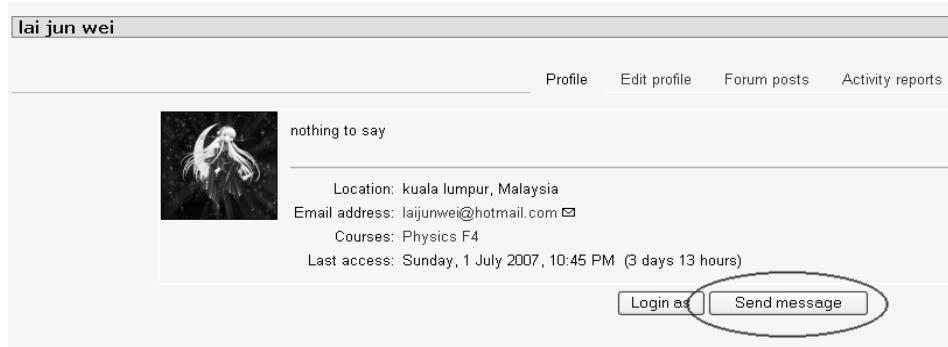 lai jun wei
Profile Edit profile Forum posts Activity reports
nothing to say
Location: kuala lumpur, Malaysia
Email address: laijunwei@hotmail.com
Courses: Physics F4
Last access: Sunday, 1 July 2007, 10:45 PM (3 days 13 hours)
Login as Send message